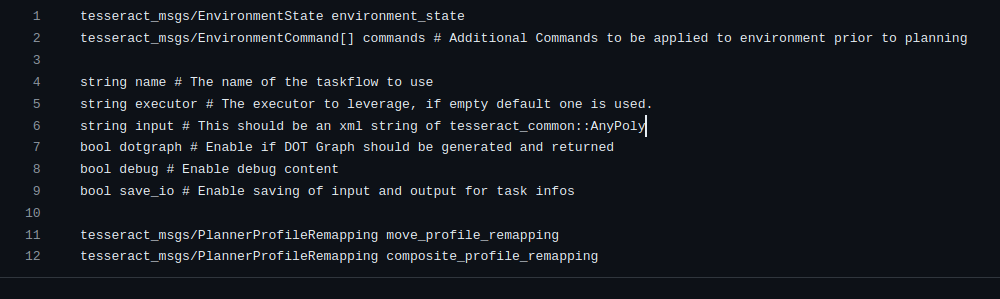 1 tesseract_msgs/EnvironmentState environment_state
2 tesseract_msgs/EnvironmentCommand[] commands # Additional Commands to be applied to environment prior to planning
3
4 string name # The name of the taskflow to use
5 string executor # The executor to leverage, if empty default one is used.
6 string input # This should be an xml string of tesseract_common::AnyPoly
7 bool dotgraph # Enable if DOT Graph should be generated and returned
8 bool debug # Enable debug content
9 bool save_io # Enable saving of input and output for task infos
10
11 tesseract_msgs/PlannerProfileRemapping move_profile_remapping
12 tesseract_msgs/PlannerProfileRemapping composite_profile_remapping